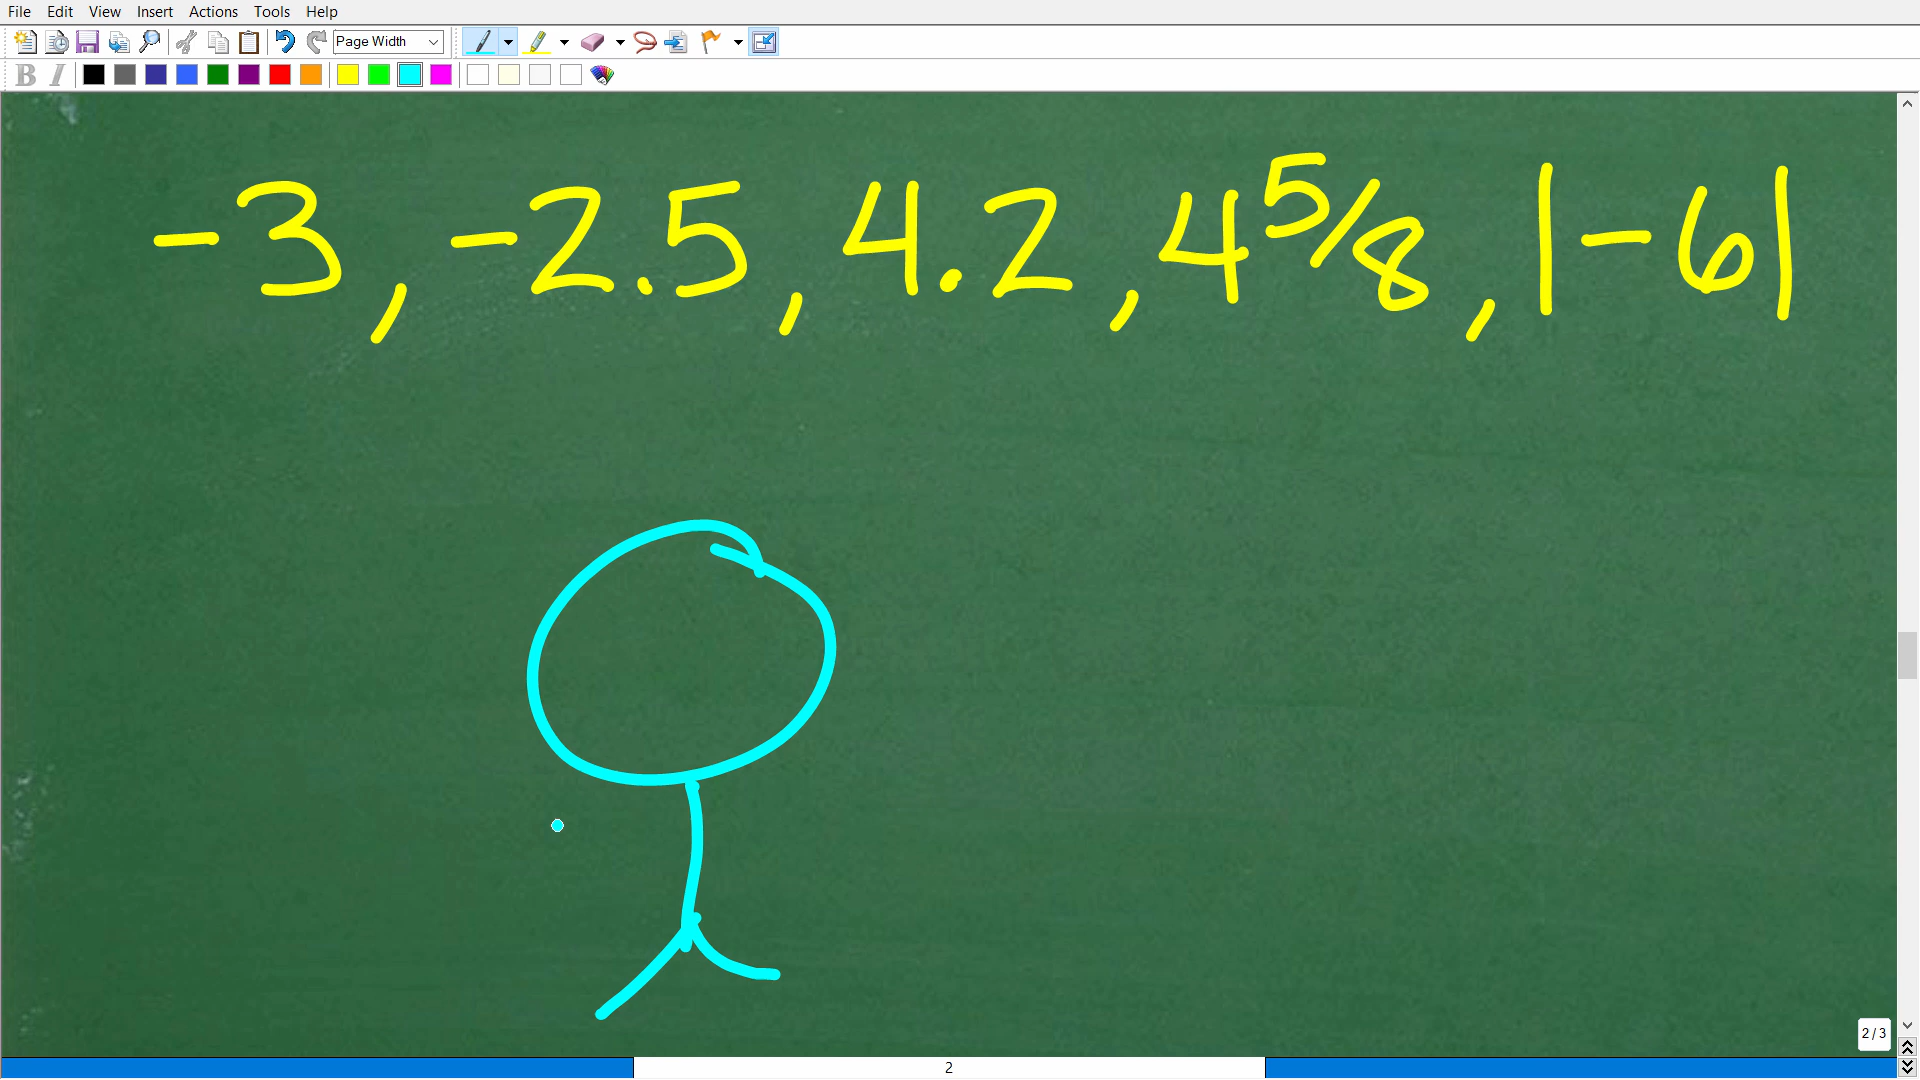 File Edit View Insert Actions Tools Help
Page Width
B I
-3, -2.5, 4.2, 4 5/8, |-6|
2 / 3
2